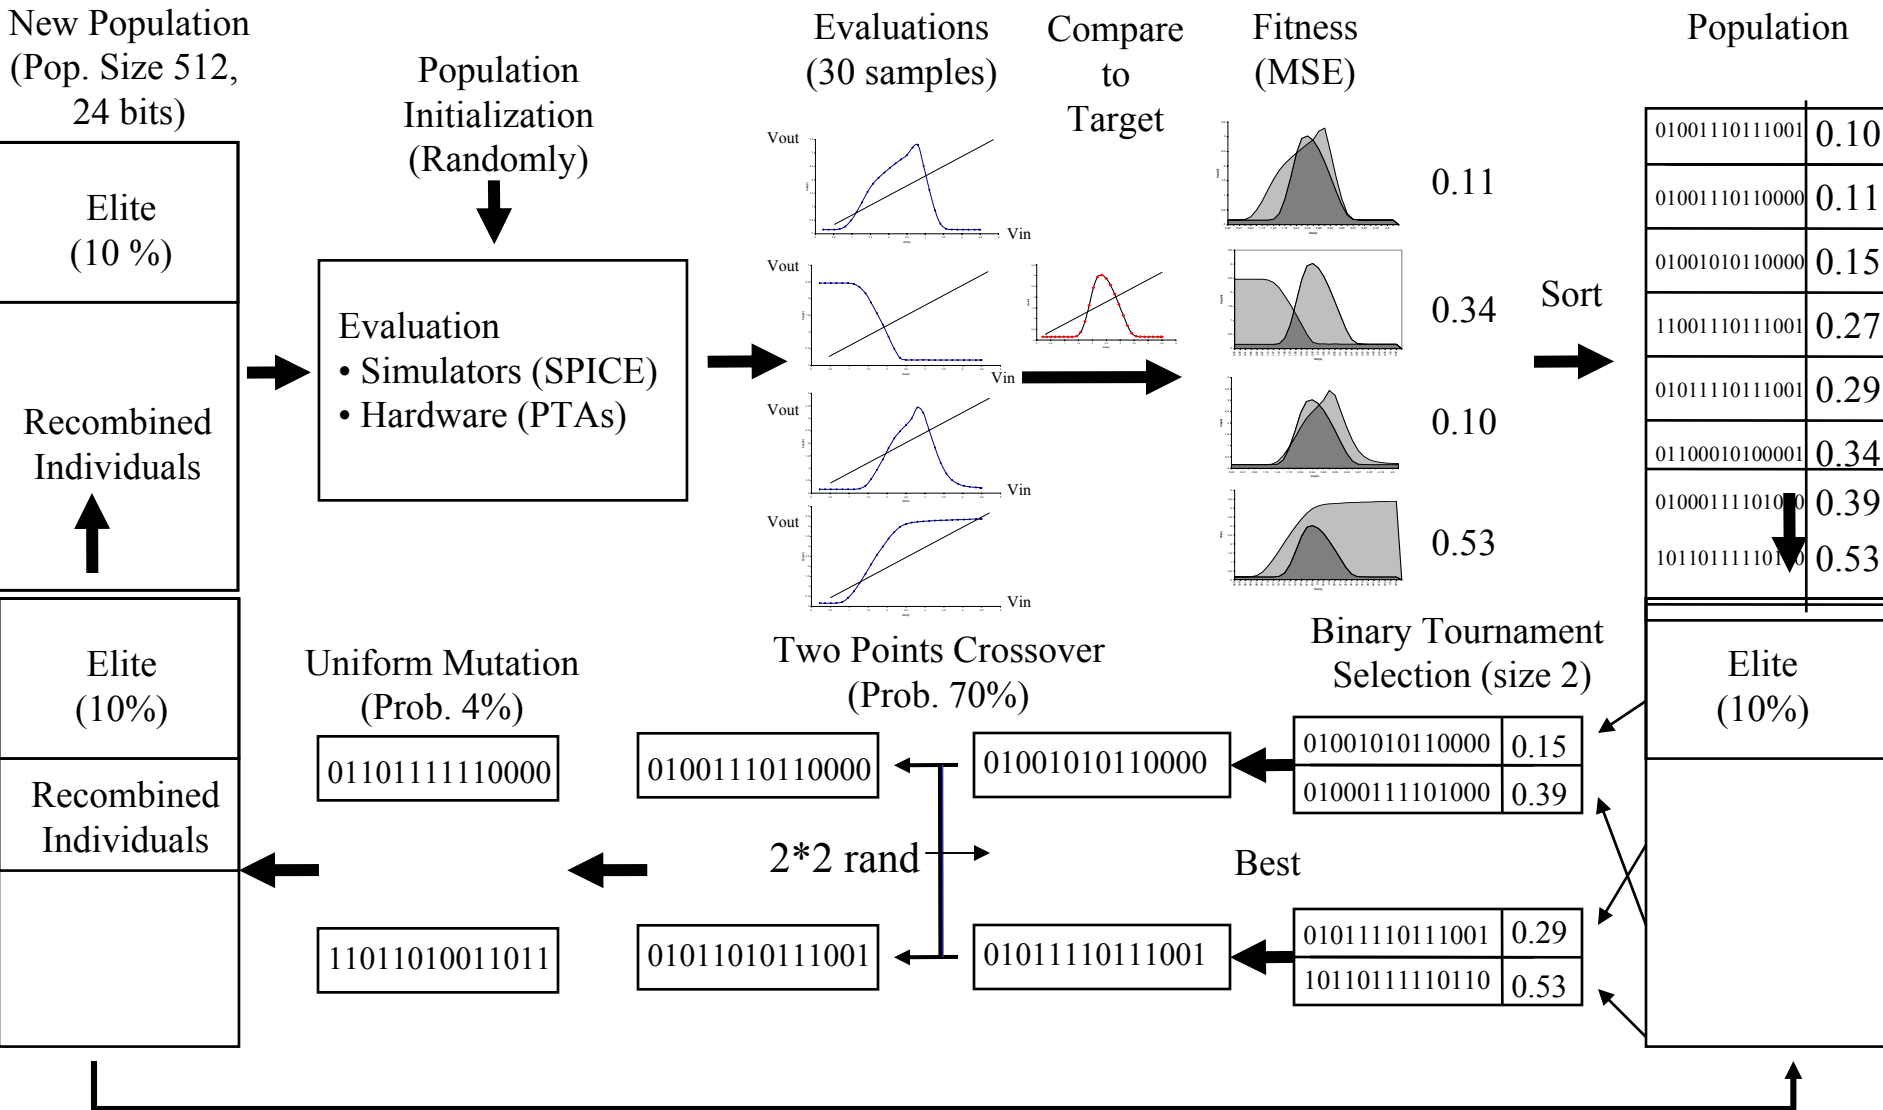 New Population
(Pop. Size 512,
24 bits)
Elite
(10 %)
Recombined
Individuals
Population
Initialization
(Randomly)
Evaluation
• Simulators (SPICE)
• Hardware (PTAs)
Evaluations
(30 samples)
Vout
Vin
Vout
Vin
Vout
Vin
Vout
Vin
Compare
to
Target
Fitness
(MSE)
0.11
0.34
0.10
0.53
Sort
Population
01001110111001 0.10
01001110110000 0.11
01001010110000 0.15
11001110111001 0.27
01011110111001 0.29
01100010100001 0.34
0.39
0.53
Elite
(10%)
Binary Tournament
Selection (size 2)
01001010110000 0.15
01000111101000 0.39
Best
01011110111001 0.29
10110111110110 0.53
Two Points Crossover
(Prob. 70%)
01001010110000
01011110111001
2*2 rand
01001110110000
01011010111001
Uniform Mutation
(Prob. 4%)
01101111110000
11011010011011
Elite
(10%)
Recombined
Individuals